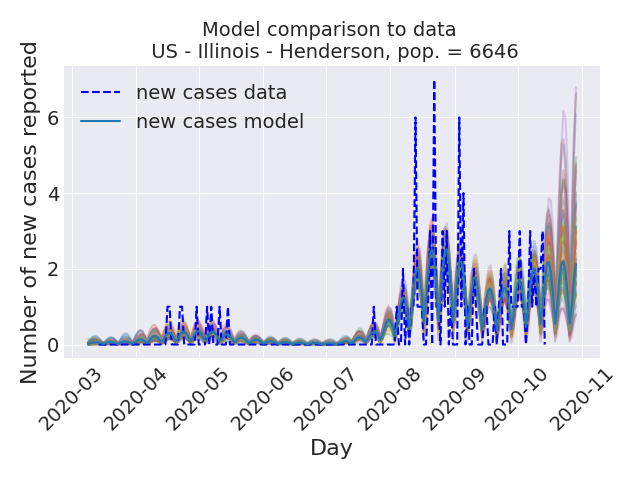 Model comparison to data
US - Illinois - Henderson, pop. = 6646
Number of new cases reported
new cases data
new cases model
6
4
2
0
2020-03
2020-04
2020-05
2020-06
2020-07
2020-08
2020-09
2020-10
2020-11
Day